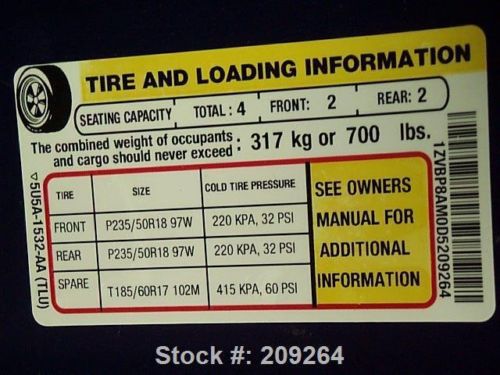 TIRE AND LOADING INFORMATION
SEATING CAPACITY TOTAL : 4 FRONT: 2 REAR: 2
The combined weight of occupants
and cargo should never exceed : 317 kg or 700 lbs.
TIRE SIZE COLD TIRE PRESSURE
FRONT P235/50R18 97W 220 KPA, 32 PSI
REAR P235/50R18 97W 220 KPA, 32 PSI
SPARE T185/60R17 102M 415 KPA, 60 PSI
SEE OWNERS
MANUAL FOR
ADDITIONAL
INFORMATION
▽5U5A-1532-AA (TLU)
1ZVBP8AM0D5209264
Stock #: 209264